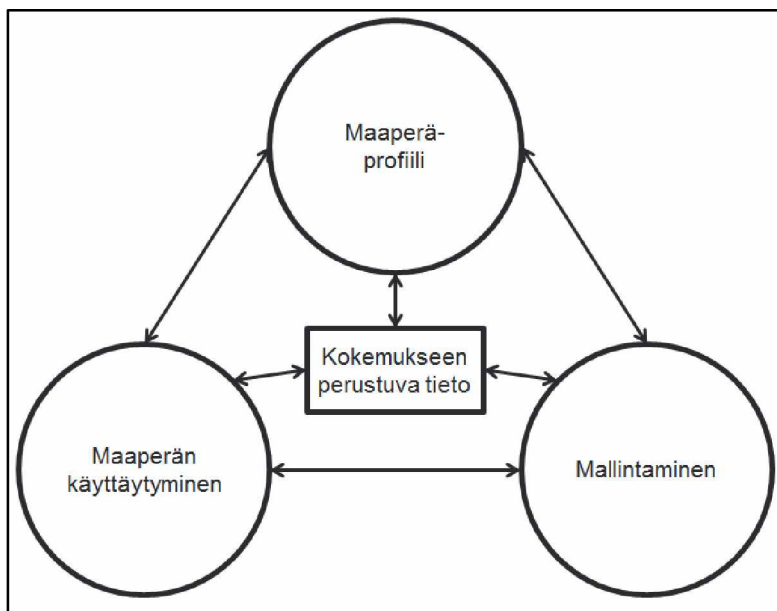 Maaperä-
profiili
Kokemukseen
perustuva tieto
Maaperän
käyttäytyminen
Mallintaminen